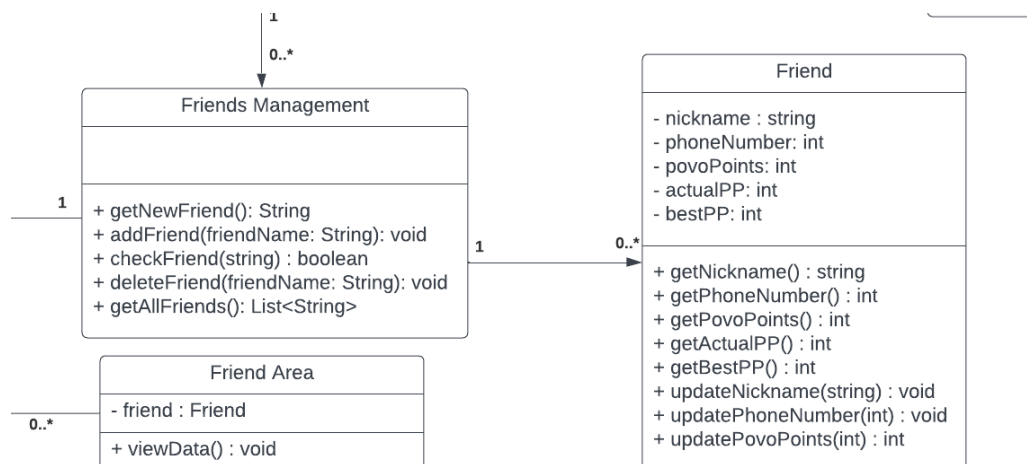 1
0..*
Friends Management
1
+ getNewFriend(): String
+ addFriend(friendName: String): void
+ checkFriend(string) : boolean
+ deleteFriend(friendName: String): void
+ getAllFriends(): List<String>
1
0..*
Friend
- nickname : string
- phoneNumber: int
- povoPoints: int
- actualPP: int
- bestPP: int
+ getNickname() : string
+ getPhoneNumber() : int
+ getPovoPoints() : int
+ getActualPP() : int
+ getBestPP() : int
+ updateNickname(string) : void
+ updatePhoneNumber(int) : void
+ updatePovoPoints(int) : int
Friend Area
- friend : Friend
0..*
+ viewData() : void